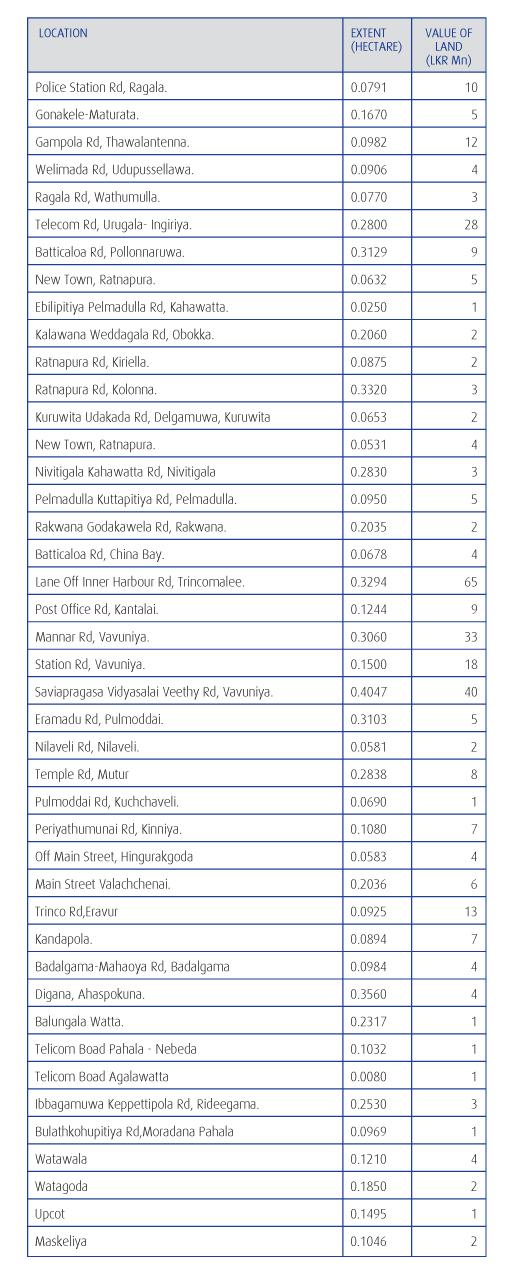 LOCATION EXTENT (HECTARE) VALUE OF LAND (LKR Mn)
Police Station Rd, Ragala. 0.0791 10
Gonakele-Maturata. 0.1670 5
Gampola Rd, Thawalantenna. 0.0982 12
Welimada Rd, Udupussellawa. 0.0906 4
Ragala Rd, Wathumulla. 0.0770 3
Telecom Rd, Urugala- Ingiriya. 0.2800 28
Batticaloa Rd, Pollonnaruwa. 0.3129 9
New Town, Ratnapura. 0.0632 5
Ebilipitiya Pelmadulla Rd, Kahawatta. 0.0250 1
Kalawana Weddagala Rd, Obokka. 0.2060 2
Ratnapura Rd, Kiriella. 0.0875 2
Ratnapura Rd, Kolonna. 0.3320 3
Kuruwita Udakada Rd, Delgamuwa, Kuruwita 0.0653 2
New Town, Ratnapura. 0.0531 4
Nivitigala Kahawatta Rd, Nivitigala 0.2830 3
Pelmadulla Kuttapitiya Rd, Pelmadulla. 0.0950 5
Rakwana Godakawela Rd, Rakwana. 0.2035 2
Batticaloa Rd, China Bay. 0.0678 4
Lane Off Inner Harbour Rd, Trincomalee. 0.3294 65
Post Office Rd, Kantalai. 0.1244 9
Mannar Rd, Vavuniya. 0.3060 33
Station Rd, Vavuniya. 0.1500 18
Saviapragasa Vidyasalai Veethy Rd, Vavuniya. 0.4047 40
Eramadu Rd, Pulmoddai. 0.3103 5
Nilaveli Rd, Nilaveli. 0.0581 2
Temple Rd, Mutur 0.2838 8
Pulmoddai Rd, Kuchchaveli. 0.0690 1
Periyathumunai Rd, Kinniya. 0.1080 7
Off Main Street, Hingurakgoda 0.0583 4
Main Street Valachchenai. 0.2036 6
Trinco Rd,Eravur 0.0925 13
Kandapola. 0.0894 7
Badalgama-Mahaoya Rd, Badalgama 0.0984 4
Digana, Ahaspokuna. 0.3560 4
Balungala Watta. 0.2317 1
Telicom Boad Pahala - Nebeda 0.1032 1
Telicom Boad Agalawatta 0.0080 1
Ibbagamuwa Keppettipola Rd, Rideegama. 0.2530 3
Bulathkohupitiya Rd,Moradana Pahala 0.0969 1
Watawala 0.1210 4
Watagoda 0.1850 2
Upcot 0.1495 1
Maskeliya 0.1046 2